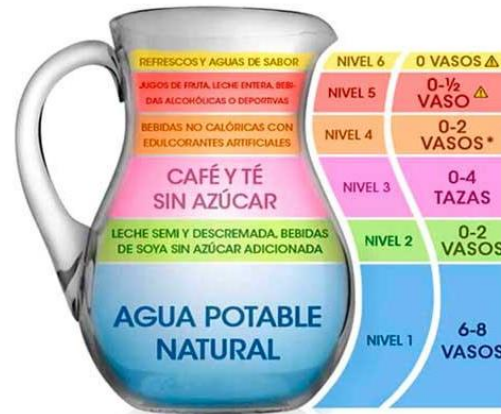 REFRESCOS Y AGUAS DE SABOR
NIVEL 6
0 VASOS ⚠
JUGOS DE FRUTA, LECHE ENTERA, BEBI-
DAS ALCOHÓLICAS O DEPORTIVAS
NIVEL 5
0-½
VASO ⚠
BEBIDAS NO CALÓRICAS CON
EDULCORANTES ARTIFICIALES
NIVEL 4
0-2
VASOS*
CAFÉ Y TÉ
SIN AZÚCAR
NIVEL 3
0-4
TAZAS
LECHE SEMI Y DESCREMADA, BEBIDAS
DE SOYA SIN AZÚCAR ADICIONADA
NIVEL 2
0-2
VASOS
AGUA POTABLE
NATURAL
NIVEL 1
6-8
VASOS